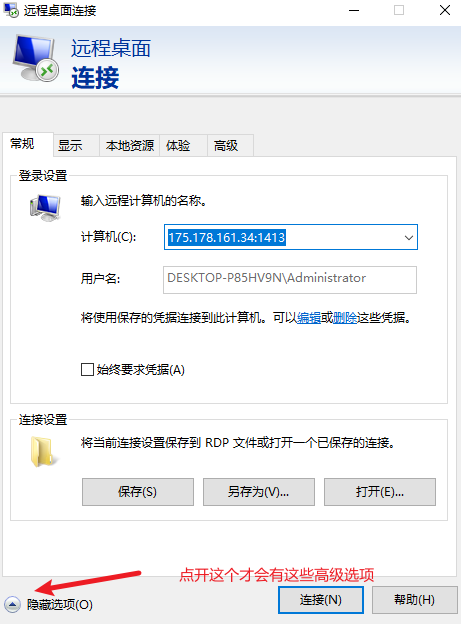 远程桌面连接
远程桌面
连接
常规 显示 本地资源 体验 高级
登录设置
输入远程计算机的名称。
计算机(C): 175.178.161.34:1413
用户名: DESKTOP-P85HV9N\Administrator
将使用保存的凭据连接到此计算机。可以编辑或删除这些凭据。
始终要求凭据(A)
连接设置
将当前连接设置保存到 RDP 文件或打开一个已保存的连接。
保存(S) 另存为(V)... 打开(E)...
点开这个才会有这些高级选项
隐藏选项(O) 连接(N) 帮助(H)